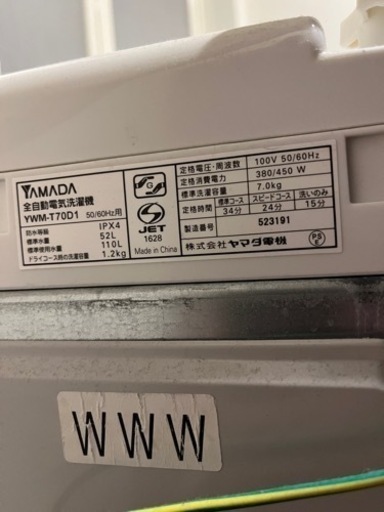 YAMADA
全自動電気洗濯機
YWM-T70D1 50/60Hz用
防水等級 IPX4
標準水量 52L
標準使用水量 110L
ドライコース時の洗濯容量 1.2kg
G
JET
1628
Made in China
定格電圧・周波数 100V 50/60Hz
定格消費電力 380/450 W
標準洗濯容量 7.0kg
標準コース スピードコース 洗いのみ
34分 24分 15分
製造番号 523191
株式会社ヤマダ電機
PS
E
WWW